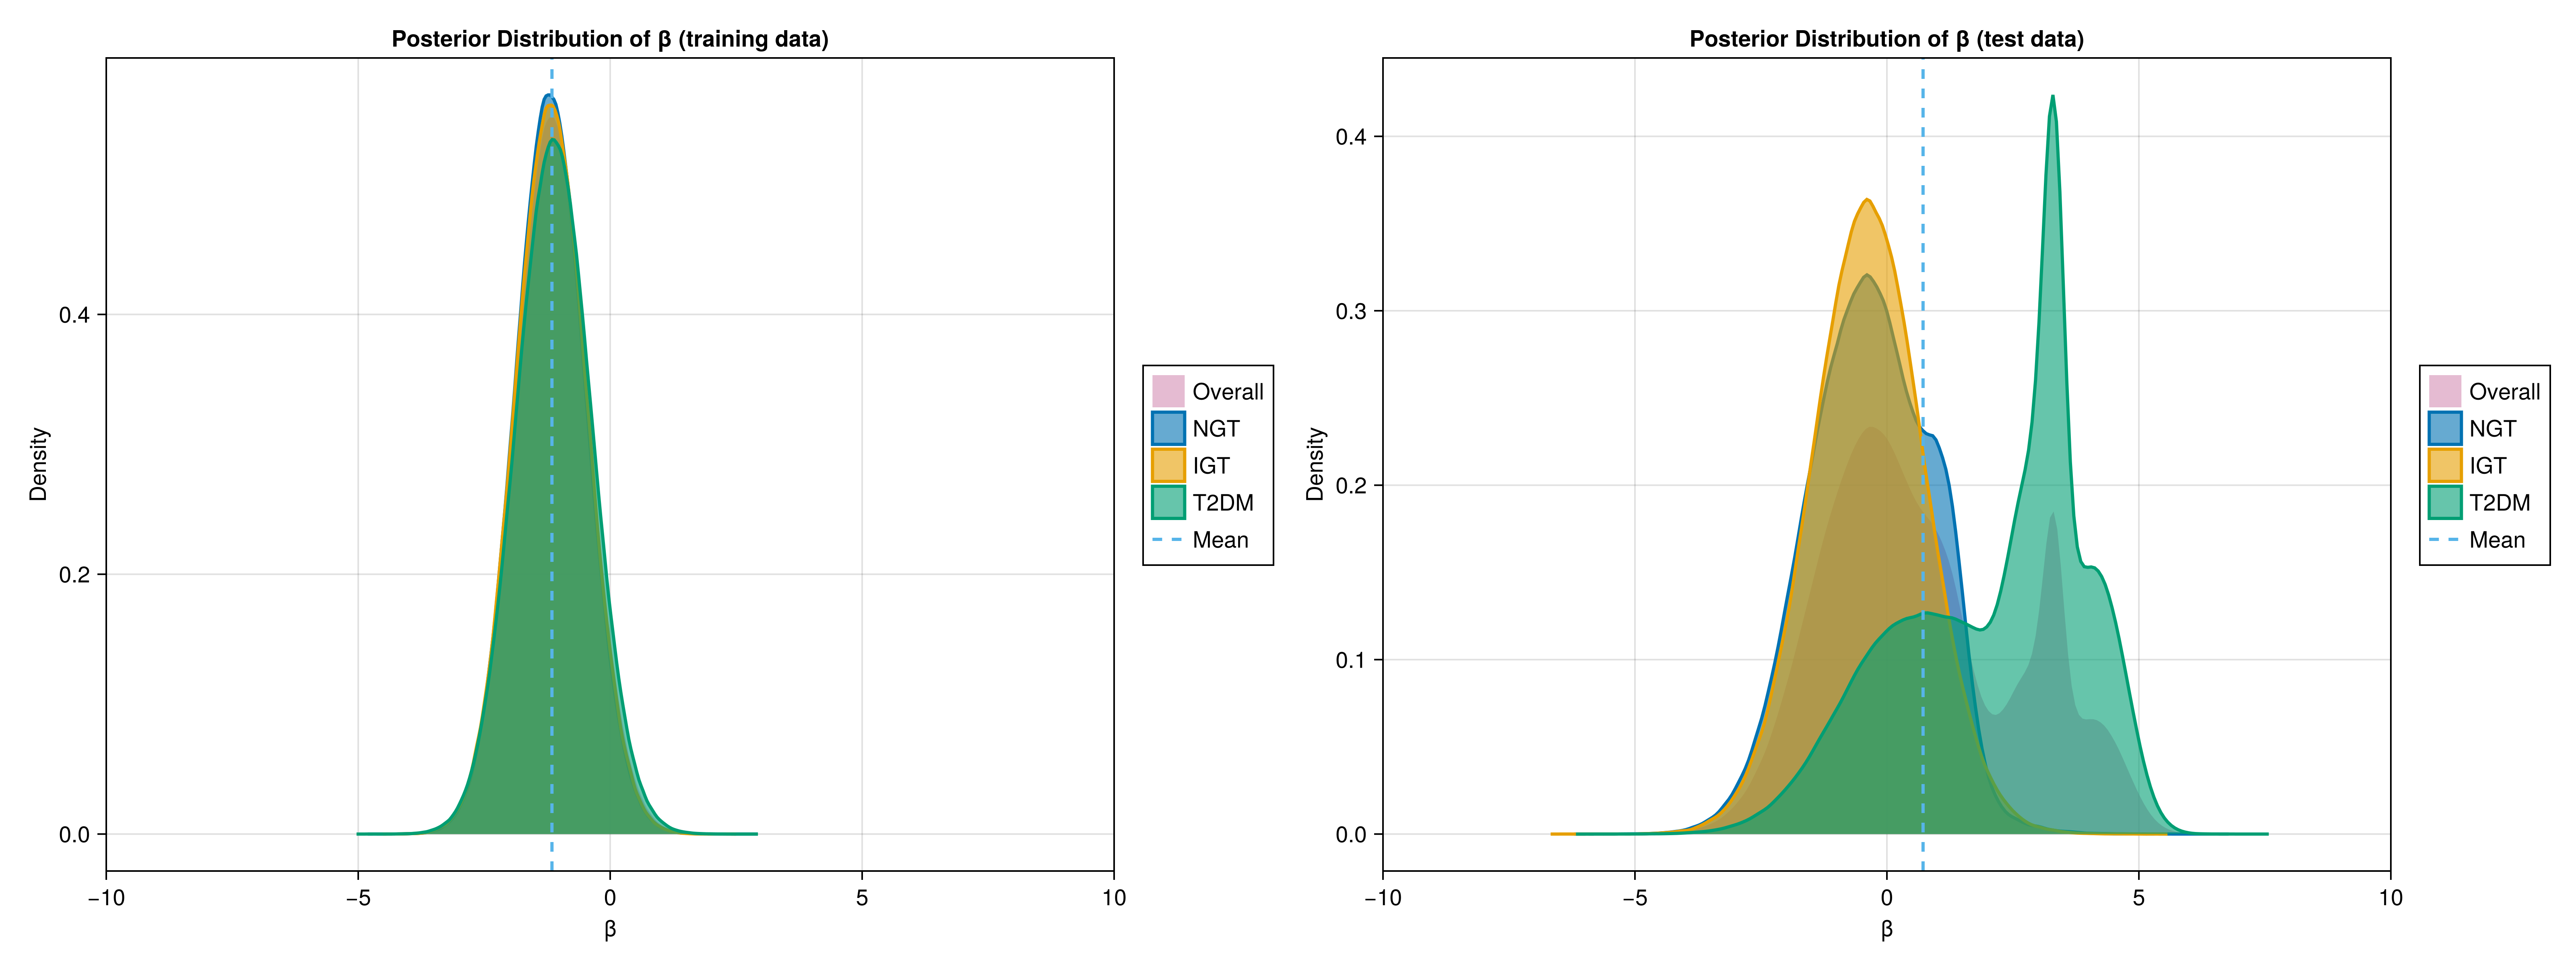 Posterior Distribution of β (training data)
Density
0.4
0.2
0.0
−10
−5
0
5
10
β
Overall
NGT
IGT
T2DM
Mean
Posterior Distribution of β (test data)
Density
0.4
0.3
0.2
0.1
0.0
−10
−5
0
5
10
β
Overall
NGT
IGT
T2DM
Mean